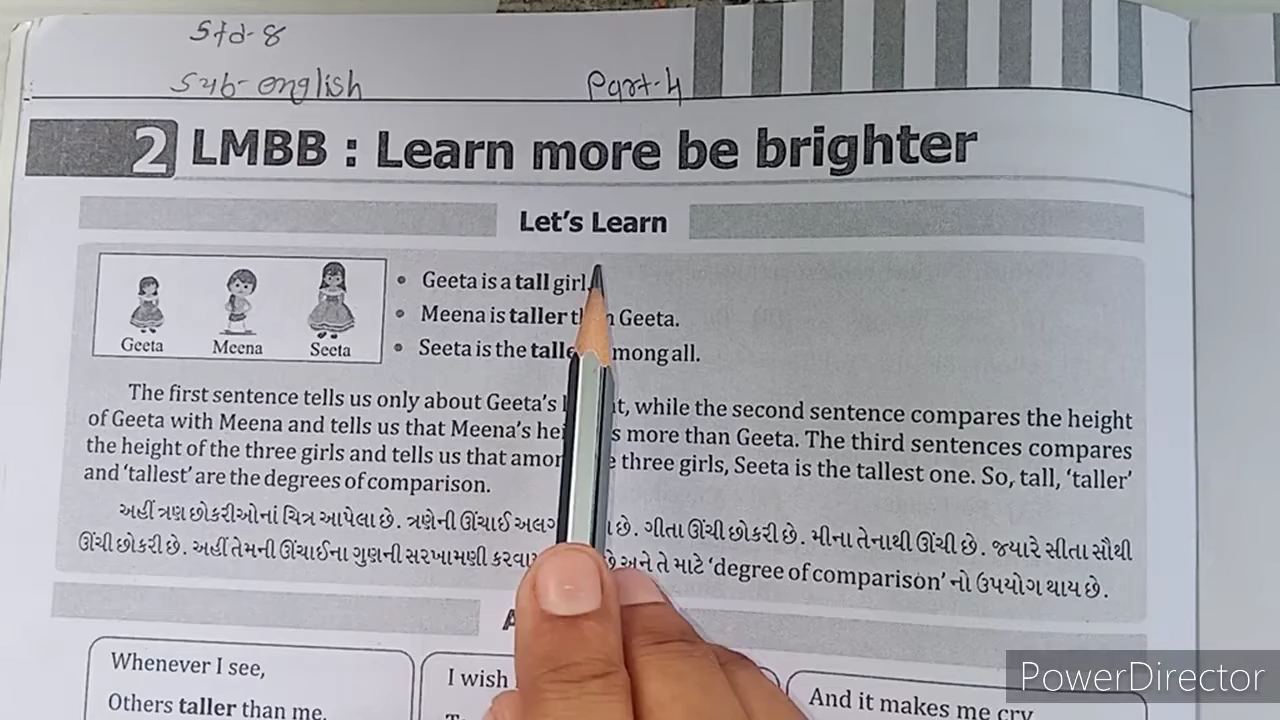 Std-8
Sub-english Part-4
2 LMBB : Learn more be brighter
Let's Learn
Geeta Meena Seeta
• Geeta is a tall girl.
• Meena is taller th n Geeta.
• Seeta is the talle mong all.
The first sentence tells us only about Geeta's t, while the second sentence compares the height
of Geeta with Meena and tells us that Meena's hei s more than Geeta. The third sentences compares
the height of the three girls and tells us that amon e three girls, Seeta is the tallest one. So, tall, 'taller'
and 'tallest' are the degrees of comparison.
અહીં ત્રણ છોકરીઓનાં ચિત્ર આપેલા છે. ત્રણેની ઊંચાઈ અલગ છે. ગીતા ઊંચી છોકરી છે. મીના તેનાથી ઊંચી છે. જ્યારે સીતા સૌથી
ઊંચી છોકરી છે. અહીં તેમની ઊંચાઈના ગુણની સરખામણી કરવા છે અને તે માટે 'degree of comparison' નો ઉપયોગ થાય છે.
Whenever I see,
Others taller than me.
I wish
And it makes me cry
PowerDirector